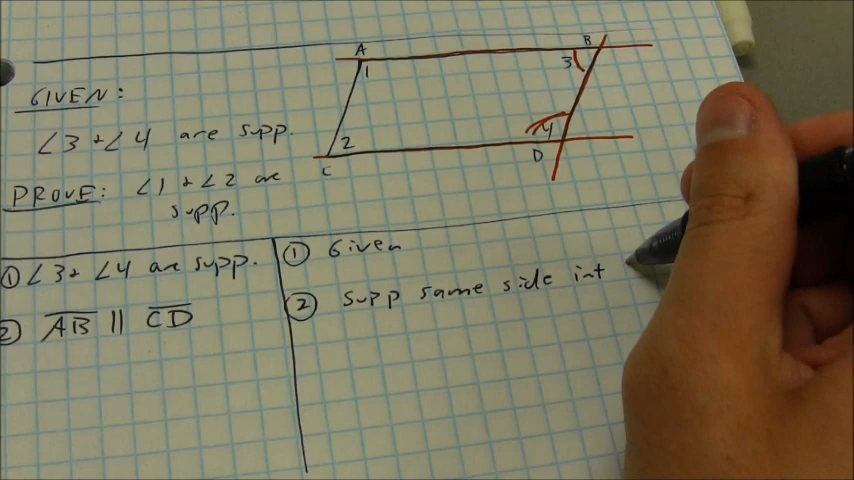 GIVEN:
∠3 + ∠4 are supp.
PROVE: ∠1 + ∠2 are
supp.
A
B
1
3
2
4
C
D
① ∠3 + ∠4 are supp.
① Given
② AB || CD
② Supp same side int